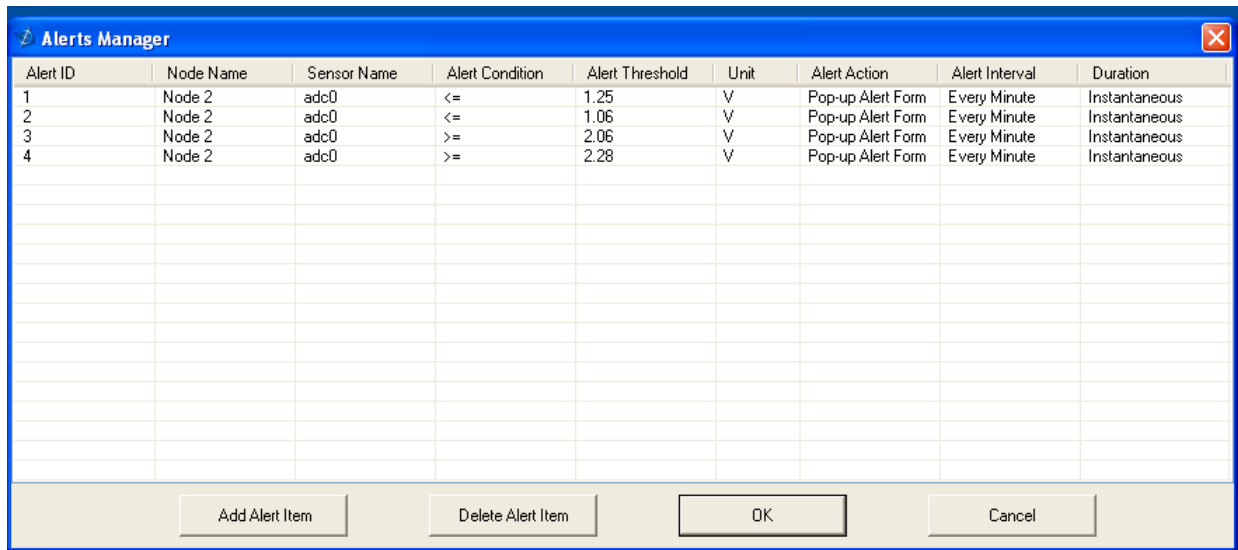 Alerts Manager
Alert ID Node Name Sensor Name Alert Condition Alert Threshold Unit Alert Action Alert Interval Duration
1 Node 2 adc0 <= 1.25 V Pop-up Alert Form Every Minute Instantaneous
2 Node 2 adc0 <= 1.06 V Pop-up Alert Form Every Minute Instantaneous
3 Node 2 adc0 >= 2.06 V Pop-up Alert Form Every Minute Instantaneous
4 Node 2 adc0 >= 2.28 V Pop-up Alert Form Every Minute Instantaneous
Add Alert Item Delete Alert Item OK Cancel